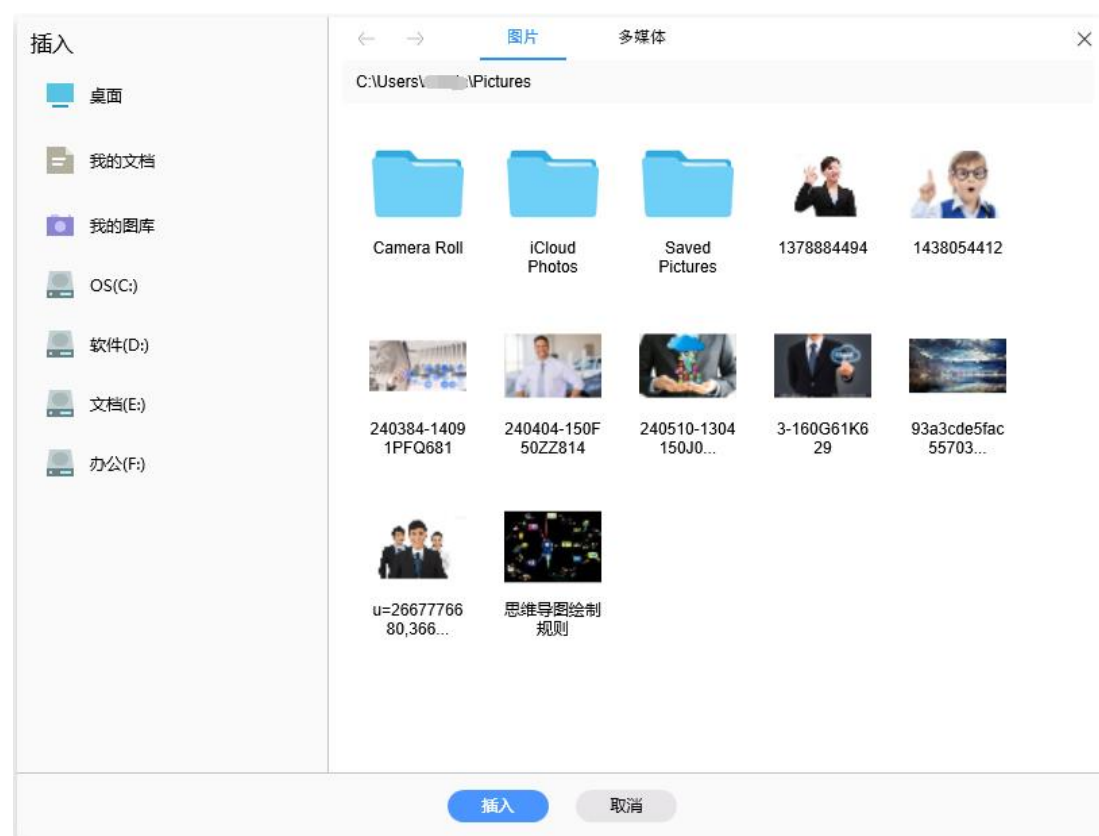 插入
桌面
我的文档
我的图库
OS(C:)
软件(D:)
文档(E:)
办公(F:)
图片
多媒体
C:\Users\ \Pictures
Camera Roll
iCloud
Photos
Saved
Pictures
1378884494
1438054412
240384-1409
1PFQ681
240404-150F
50ZZ814
240510-1304
150J0...
3-160G61K6
29
93a3cde5fac
55703...
u=26677766
80,366...
思维导图绘制
规则
插入
取消